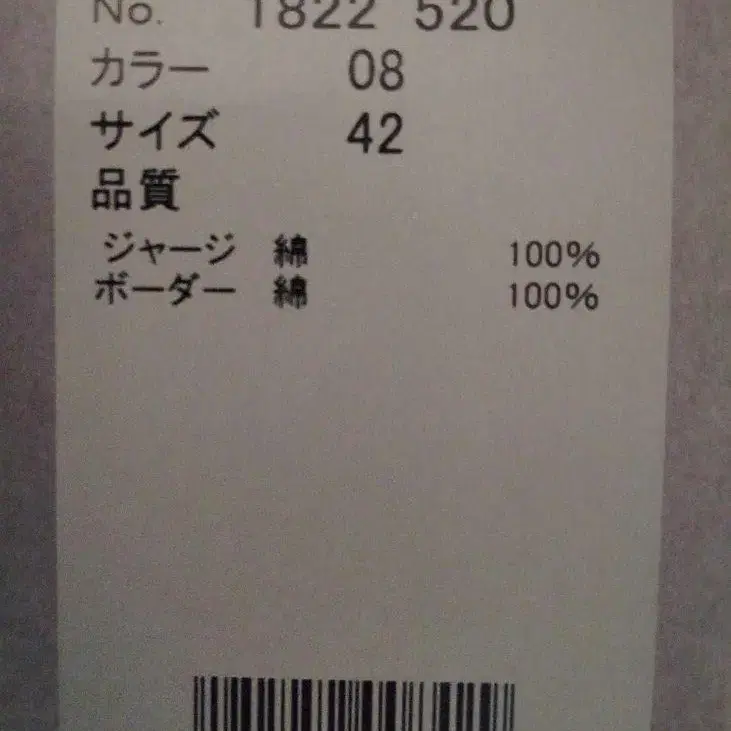 No. 1822 520
カラー 08
サイズ 42
品質
ジャージ 綿 100%
ボーダー 綿 100%